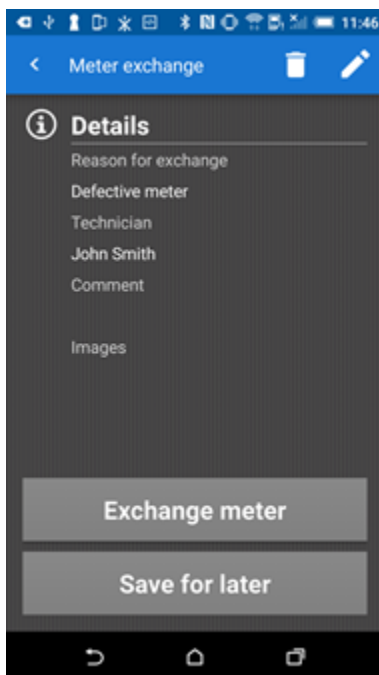 11:46
Meter exchange
Details
Reason for exchange
Defective meter
Technician
John Smith
Comment
Images
Exchange meter
Save for later